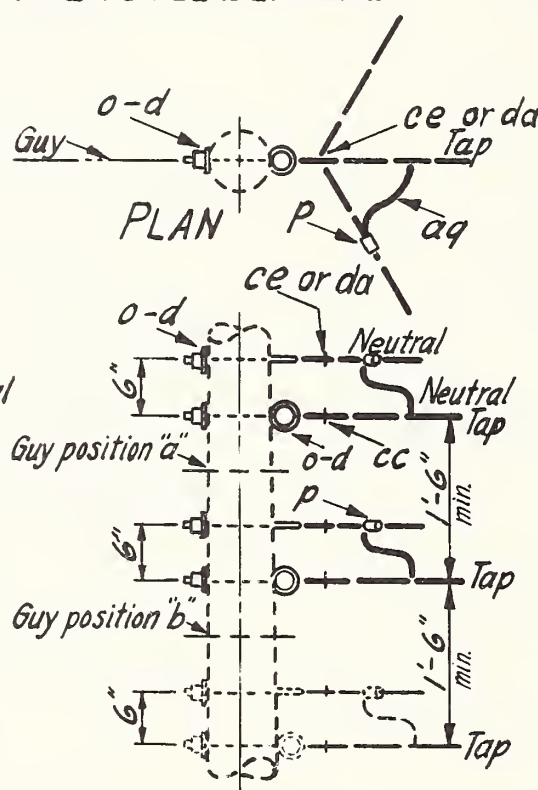 o-d
Guy
ce or da
Tap
PLAN
p
aq
ce or da
o-d
Neutral
6"
Neutral
Tap
Guy position "a"
o-d
cc
1'-6"
min.
p
6"
Tap
Guy position "b"
1'-6"
min.
6"
Tap